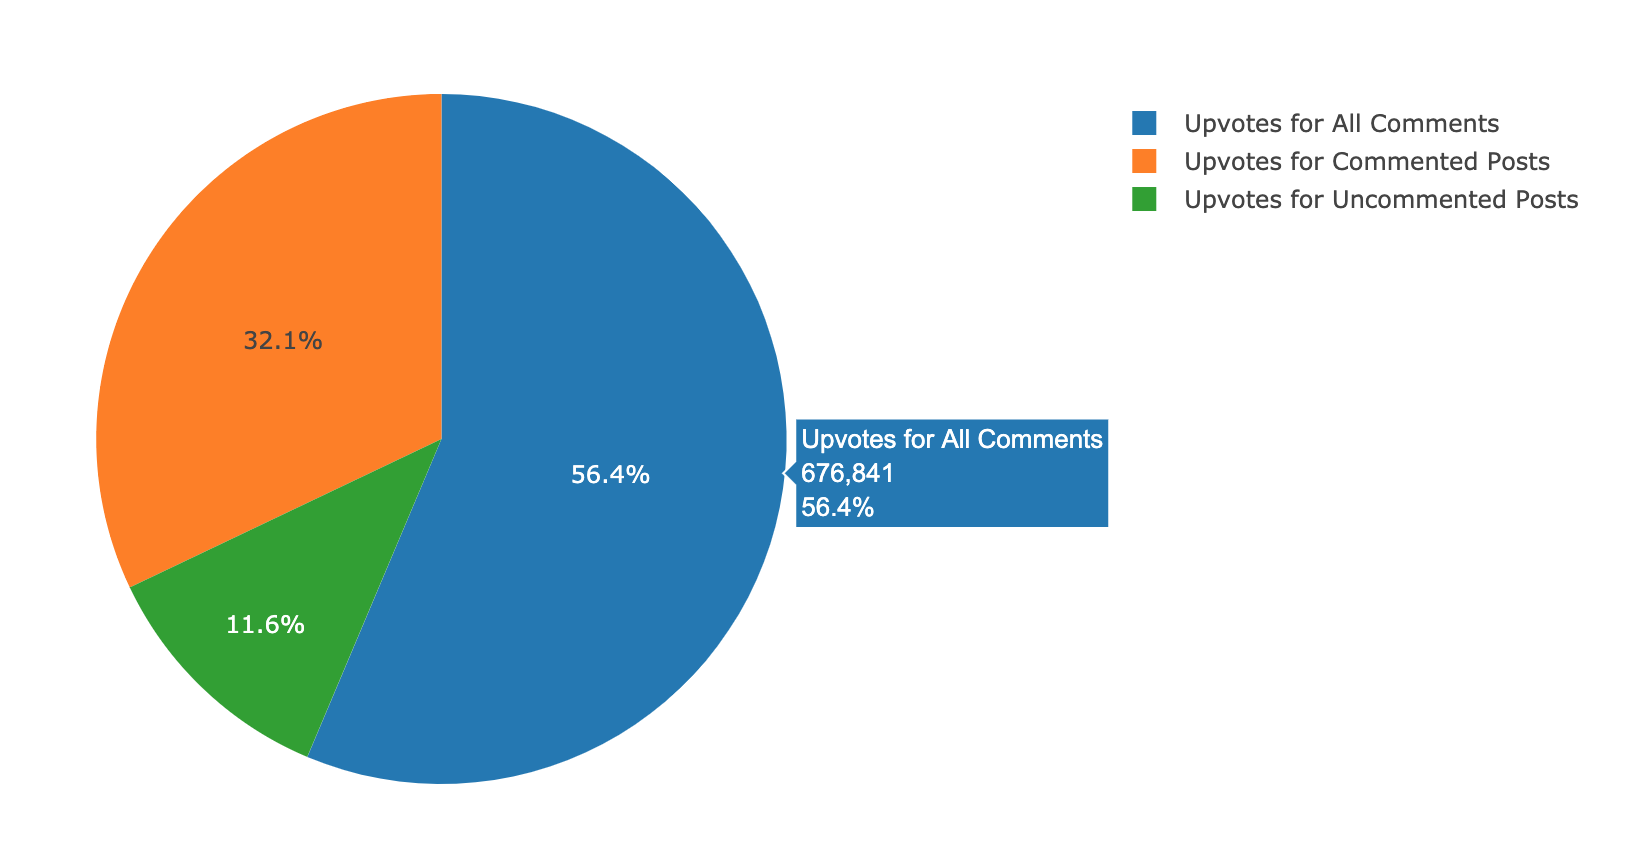 Upvotes for All Comments
Upvotes for Commented Posts
Upvotes for Uncommented Posts
32.1%
56.4%
11.6%
Upvotes for All Comments
676,841
56.4%